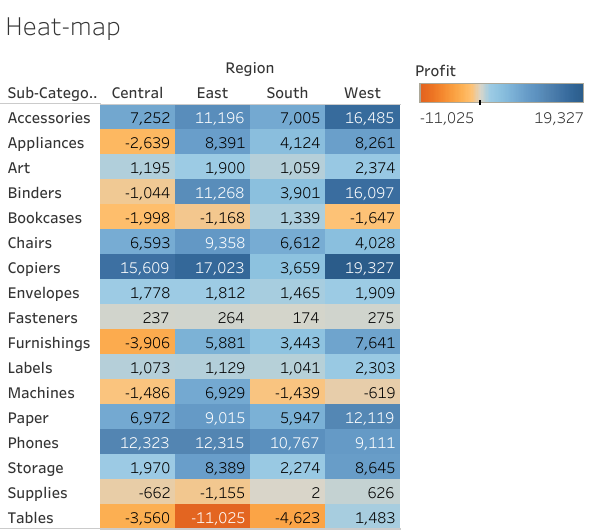 Heat-map
Region
Sub-Catego.. Central East South West
Accessories 7,252 11,196 7,005 16,485
Appliances -2,639 8,391 4,124 8,261
Art 1,195 1,900 1,059 2,374
Binders -1,044 11,268 3,901 16,097
Bookcases -1,998 -1,168 1,339 -1,647
Chairs 6,593 9,358 6,612 4,028
Copiers 15,609 17,023 3,659 19,327
Envelopes 1,778 1,812 1,465 1,909
Fasteners 237 264 174 275
Furnishings -3,906 5,881 3,443 7,641
Labels 1,073 1,129 1,041 2,303
Machines -1,486 6,929 -1,439 -619
Paper 6,972 9,015 5,947 12,119
Phones 12,323 12,315 10,767 9,111
Storage 1,970 8,389 2,274 8,645
Supplies -662 -1,155 2 626
Tables -3,560 -11,025 -4,623 1,483
Profit
-11,025 19,327